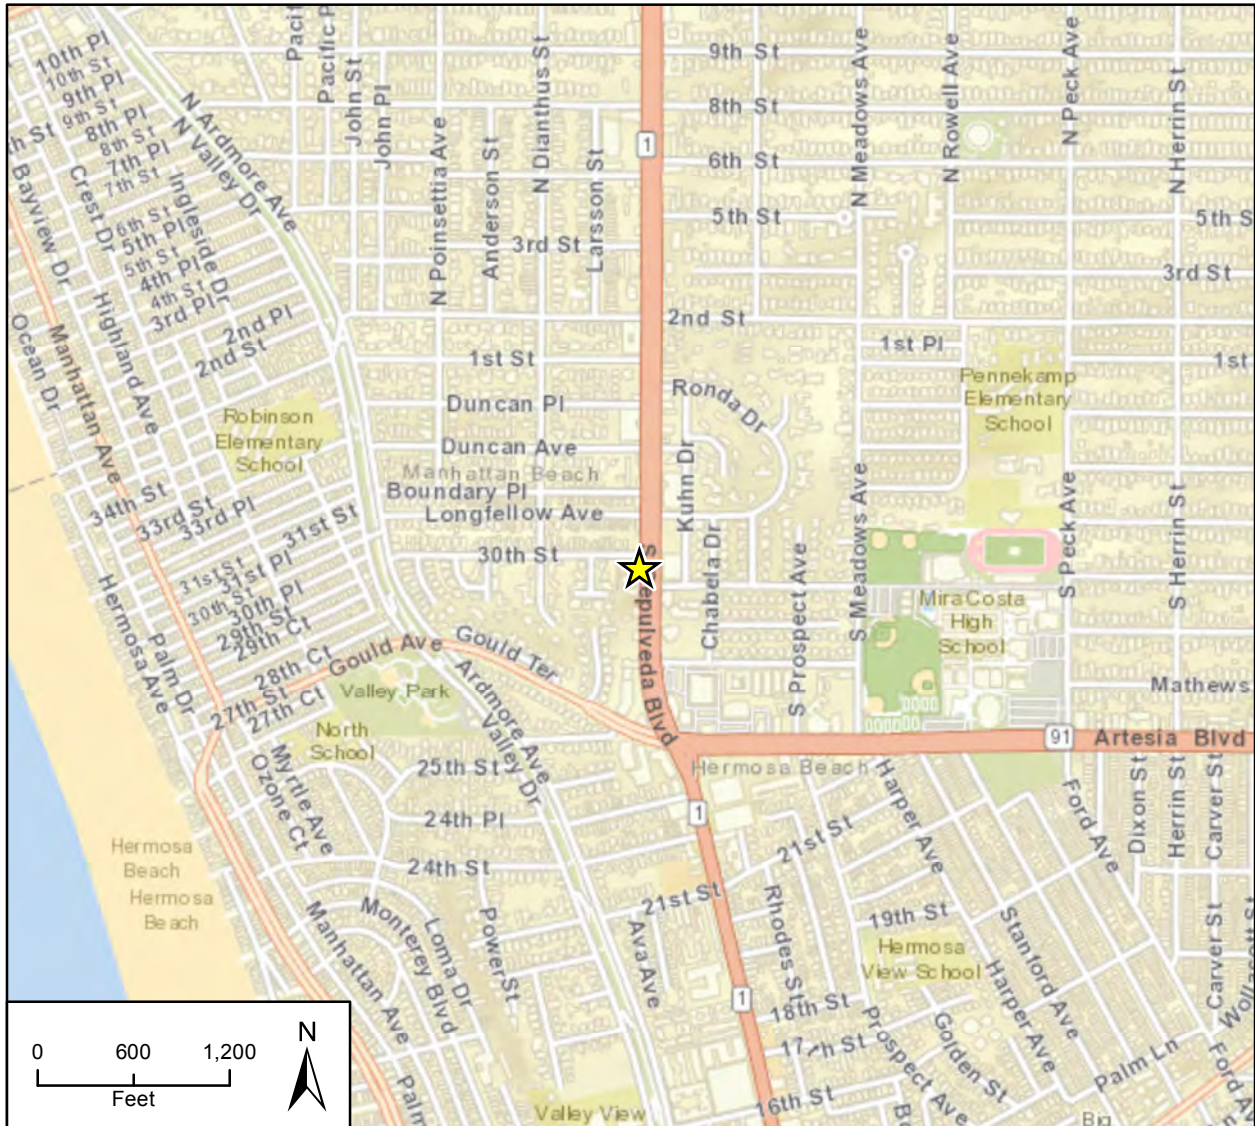 10th Pl
10th St
9th Pl
9th St
8th Pl
8th St
7th Pl
7th St
6th St
5th Pl
5th St
4th Pl
4th St
3rd Pl
2nd Pl
2nd St
th St
Bayview Dr
Crest Dr
Ingleside Dr
Highland Ave
Manhattan Ave
Ocean Dr
N Ardmore Ave
N Valley Dr
Pacif
Pacific P
John St
John Pl
N Poinsettia Ave
Anderson St
N Dianthus St
Larsson St
3rd St
1
9th St
8th St
6th St
5th St
5th S
3rd St
2nd St
1st Pl
1st
N Meadows Ave
N Rowell Ave
N Peck Ave
N Herrin St
1st St
Duncan Pl
Duncan Ave
Manhattan Beach
Boundary Pl
Longfellow Ave
30th St
Ronda Dr
Kuhn Dr
Chabela Dr
S Prospect Ave
S Meadows Ave
S Peck Ave
S Herrin St
Pennekamp
Elementary
School
Robinson
Elementary
School
Mira Costa
High
School
Mathews
34th St
33rd St
33rd Pl
31st St
31st St
31st Pl
30th St
30th Pl
29th St
29th Ct
28th Ct
27th St
27th Ct
Hermosa Ave
Palm Dr
Gould Ave
Gould Ter
S Sepulveda Blvd
Valley Park
North
School
Ardmore Ave
Valley Dr
91
Artesia Blvd
Hermosa Beach
Myrtle Ave
Ozone Ct
25th St
24th Pl
24th St
1
Harper Ave
Ford Ave
Dixon St
Herrin St
Carver St
21st St
21st St
Hermosa
Beach
Hermosa
Beach
Manhattan Ave
Monterey Blvd
Loma Dr
Power St
Ava Ave
Rhodes St
19th St
Hermosa
View School
Stanford Ave
Harper Ave
Carver St
1
18th St
17th St
16th St
Prospect Ave
Golden St
Palm Ln
Ford A
Palm
Valley View
Big
0 600 1,200
Feet
N